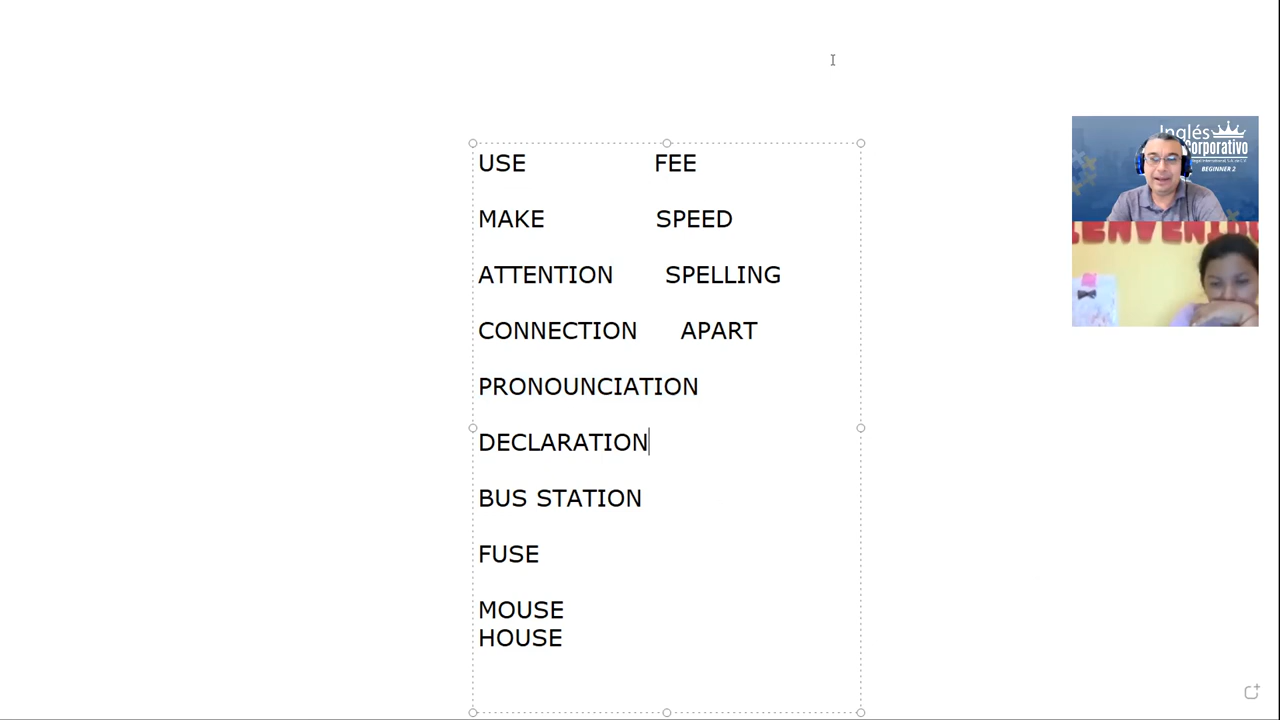 USE FEE
MAKE SPEED
ATTENTION SPELLING
CONNECTION APART
PRONOUNCIATION
DECLARATION
BUS STATION
FUSE
MOUSE
HOUSE
Inglés
corporativo
BEGINNER 2